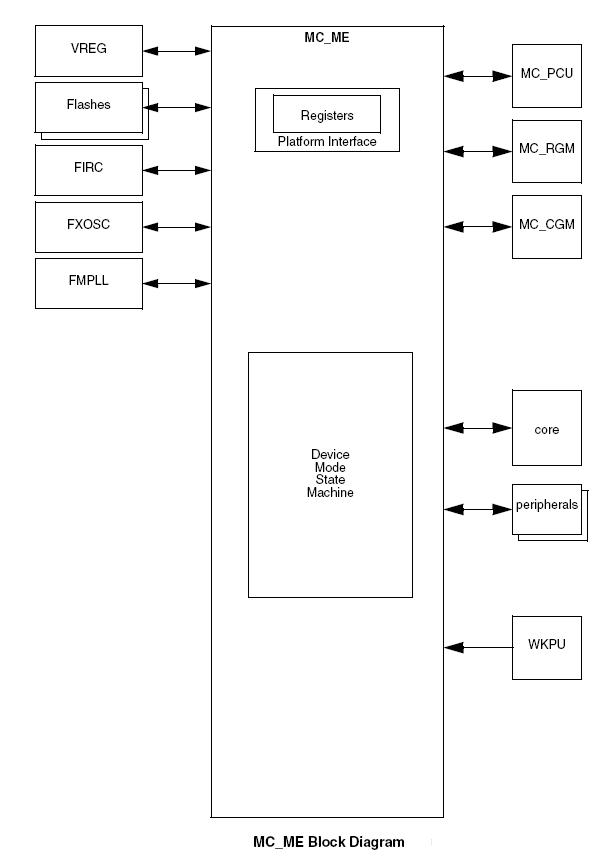 MC_ME
VREG
Flashes
FIRC
FXOSC
FMPLL
Registers
Platform Interface
Device
Mode
State
Machine
MC_PCU
MC_RGM
MC_CGM
core
peripherals
WKPU
MC_ME Block Diagram